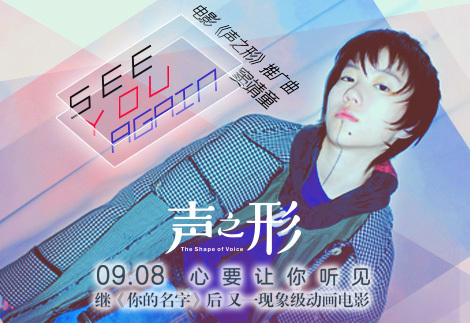 电影《声之形》推广曲
窦靖童
SEE
YOU
AGAIN
声之形
The Shape of Voice
09.08 心要让你听见
继《你的名字》后又一现象级动画电影